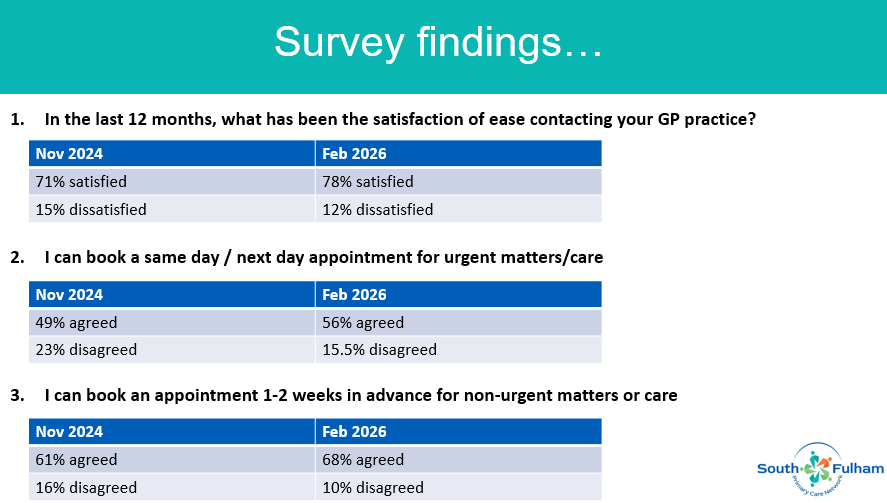 Survey findings…
1. In the last 12 months, what has been the satisfaction of ease contacting your GP practice?
Nov 2024 Feb 2026
71% satisfied 78% satisfied
15% dissatisfied 12% dissatisfied
2. I can book a same day / next day appointment for urgent matters/care
Nov 2024 Feb 2026
49% agreed 56% agreed
23% disagreed 15.5% disagreed
3. I can book an appointment 1-2 weeks in advance for non-urgent matters or care
Nov 2024 Feb 2026
61% agreed 68% agreed
16% disagreed 10% disagreed
South Fulham
Primary Care Network